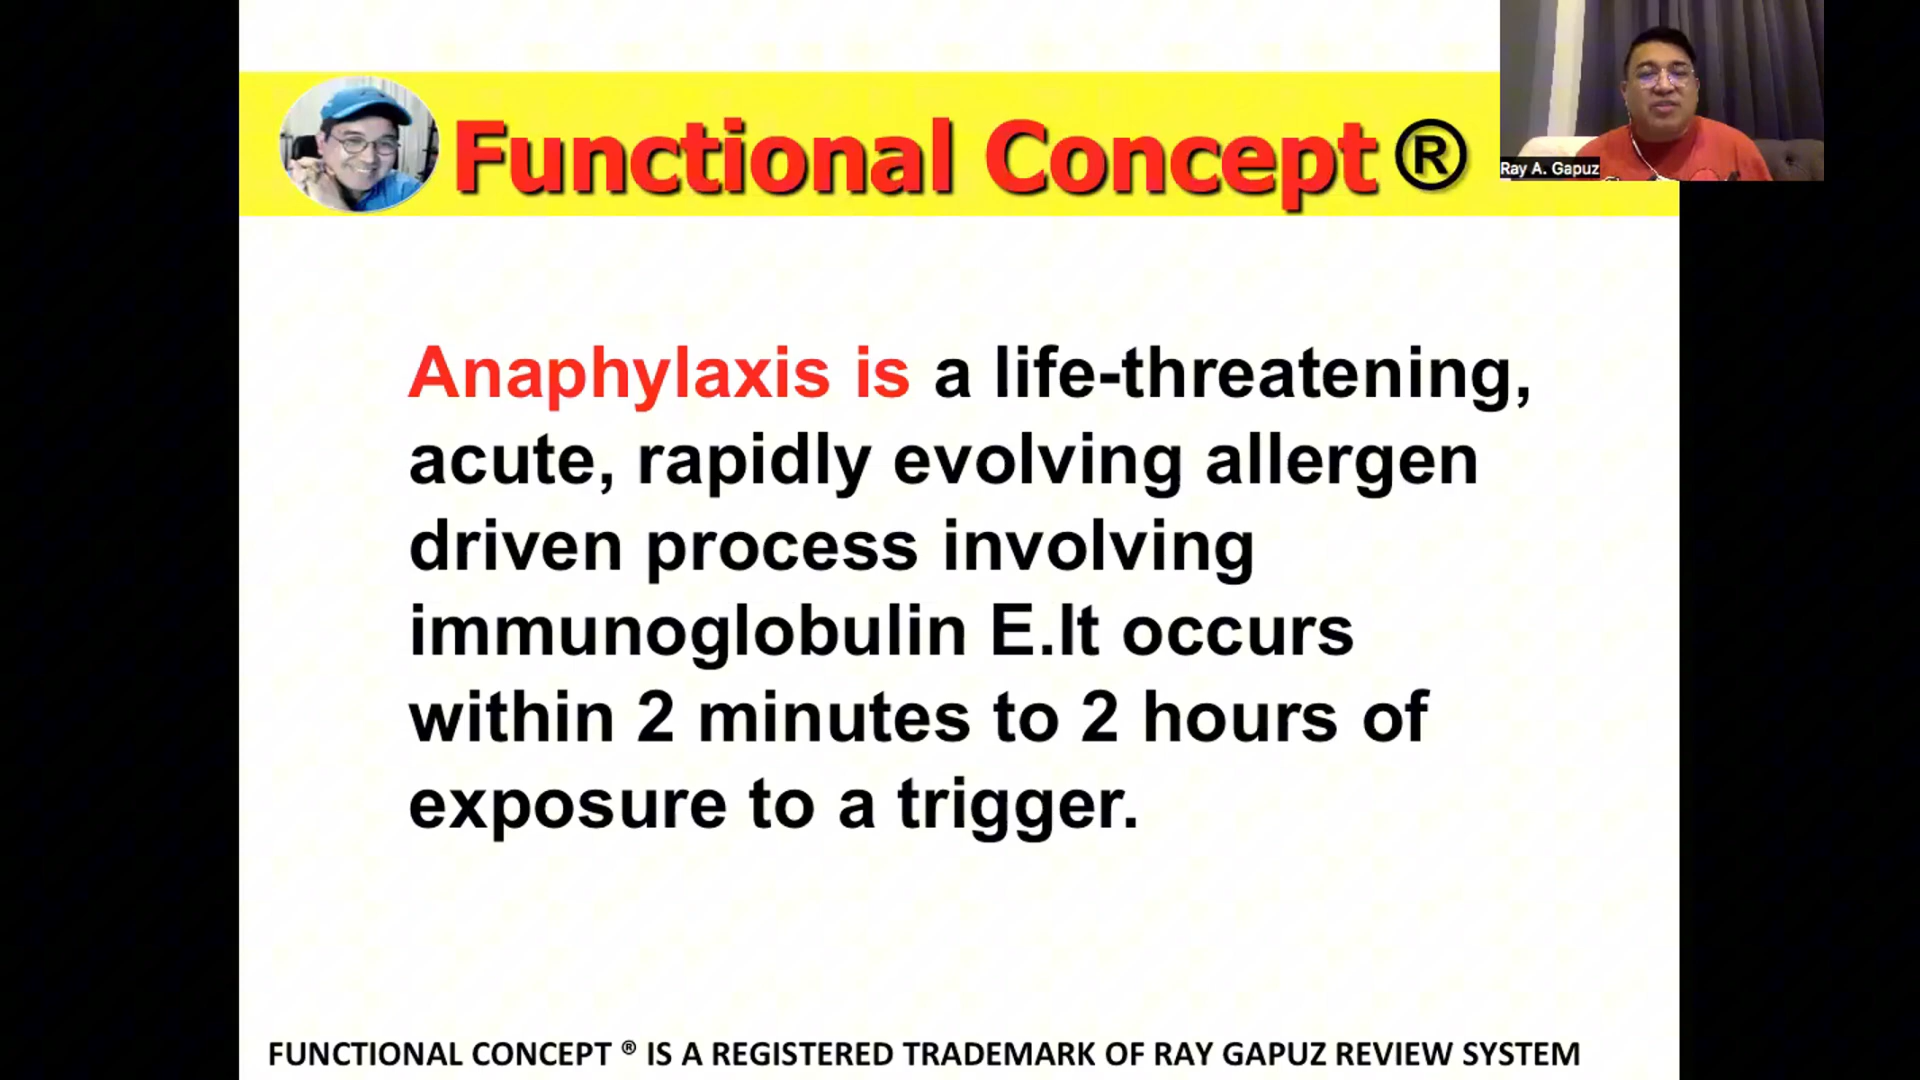 Functional Concept ®
Ray A. Gapuz
Anaphylaxis is a life-threatening,
acute, rapidly evolving allergen
driven process involving
immunoglobulin E.It occurs
within 2 minutes to 2 hours of
exposure to a trigger.
FUNCTIONAL CONCEPT ® IS A REGISTERED TRADEMARK OF RAY GAPUZ REVIEW SYSTEM